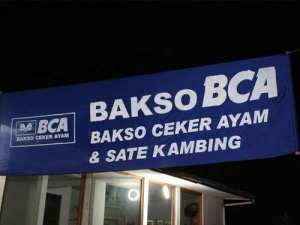 BCA
BAKSO CEKER AYAM
BAKSO BCA
BAKSO CEKER AYAM
& SATE KAMBING